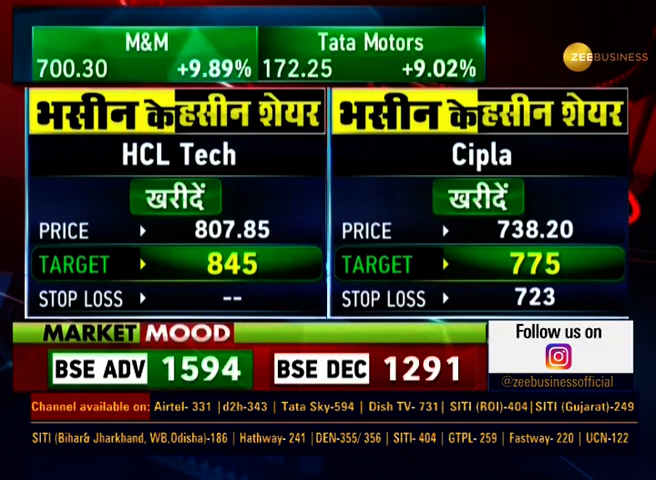 M&M Tata Motors
700.30 +9.89% 172.25 +9.02%
ZEEBUSINESS
भसीन के हसीन शेयर भसीन के हसीन शेयर
HCL Tech Cipla
खरीदें खरीदें
PRICE 807.85 PRICE 738.20
TARGET 845 TARGET 775
STOP LOSS -- STOP LOSS 723
MARKET MOOD
BSE ADV 1594 BSE DEC 1291
Follow us on
@zeebusinessofficial
Channel available on: Airtel- 331 | d2h-343 | Tata Sky-594 | Dish TV- 731 | SITI (ROI)-404 | SITI (Gujarat)-249
SITI (Bihar& Jharkhand, WB,Odisha)-186 | Hathway- 241 | DEN-355/ 356 | SITI- 404 | GTPL- 259 | Fastway- 220 | UCN-122